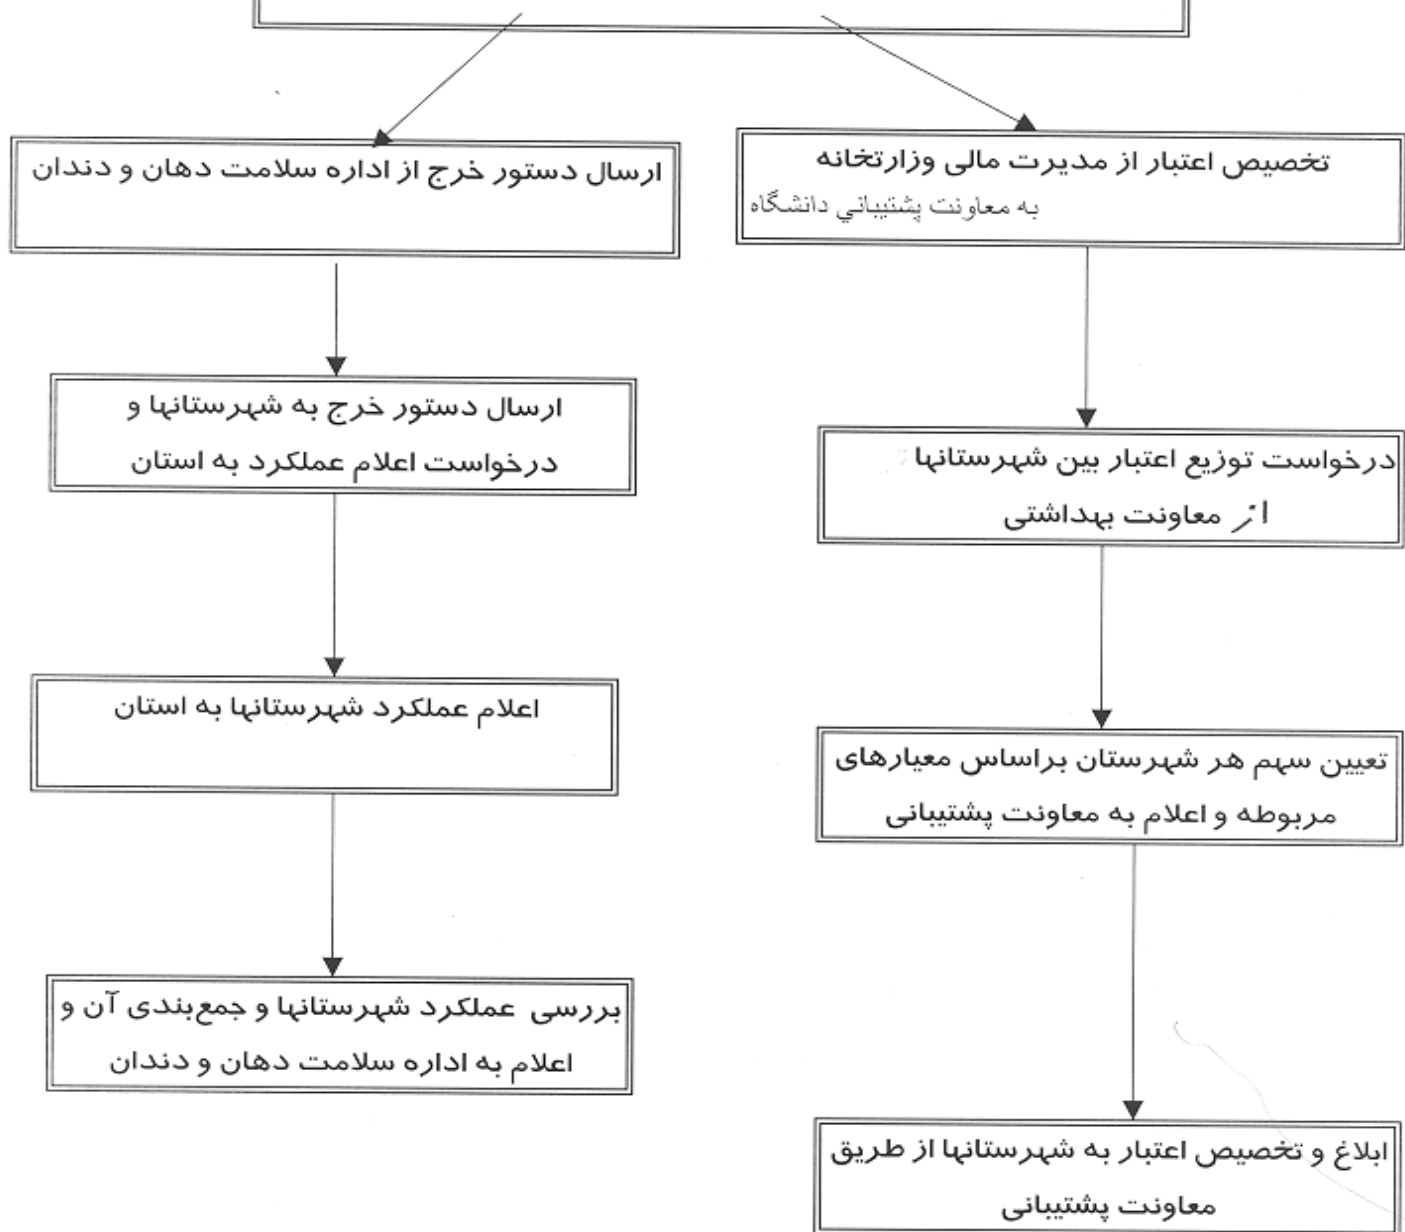 تخصیص اعتبار از مدیرت مالی وزارتخانه
به معاونت پشتيباني دانشگاه
درخواست توزیع اعتبار بین شهرستانها
از معاونت بهداشتی
تعیین سهم هر شهرستان براساس معیارهای
مربوطه و اعلام به معاونت پشتیبانی
ابلاغ و تخصیص اعتبار به شهرستانها از طریق
معاونت پشتیبانی
ارسال دستور خرج از اداره سلامت دهان و دندان
ارسال دستور خرج به شهرستانها و
درخواست اعلام عملکرد به استان
اعلام عملکرد شهرستانها به استان
بررسی عملکرد شهرستانها و جمع‌بندی آن و
اعلام به اداره سلامت دهان و دندان